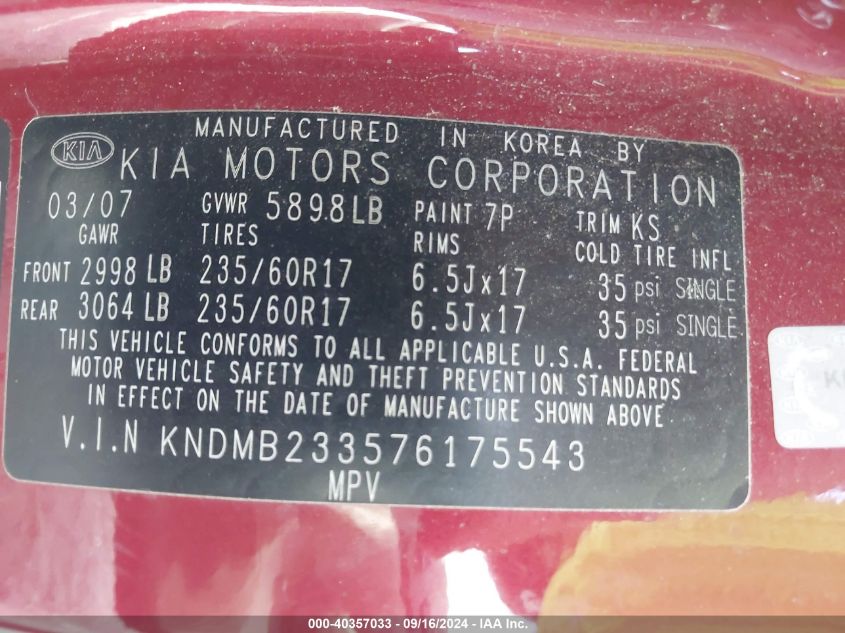 MANUFACTURED IN KOREA BY
KIA KIA MOTORS CORPORATION
03/07 GVWR 5898LB PAINT 7P TRIM KS
GAWR TIRES RIMS COLD TIRE INFL
FRONT 2998 LB 235/60R17 6.5Jx17 35 psi SINGLE
REAR 3064 LB 235/60R17 6.5Jx17 35 psi SINGLE
THIS VEHICLE CONFORMS TO ALL APPLICABLE U.S.A. FEDERAL
MOTOR VEHICLE SAFETY AND THEFT PREVENTION STANDARDS
IN EFFECT ON THE DATE OF MANUFACTURE SHOWN ABOVE
V.I.N KNDMB233576175543
MPV
000-40357033 - 09/16/2024 - IAA Inc.